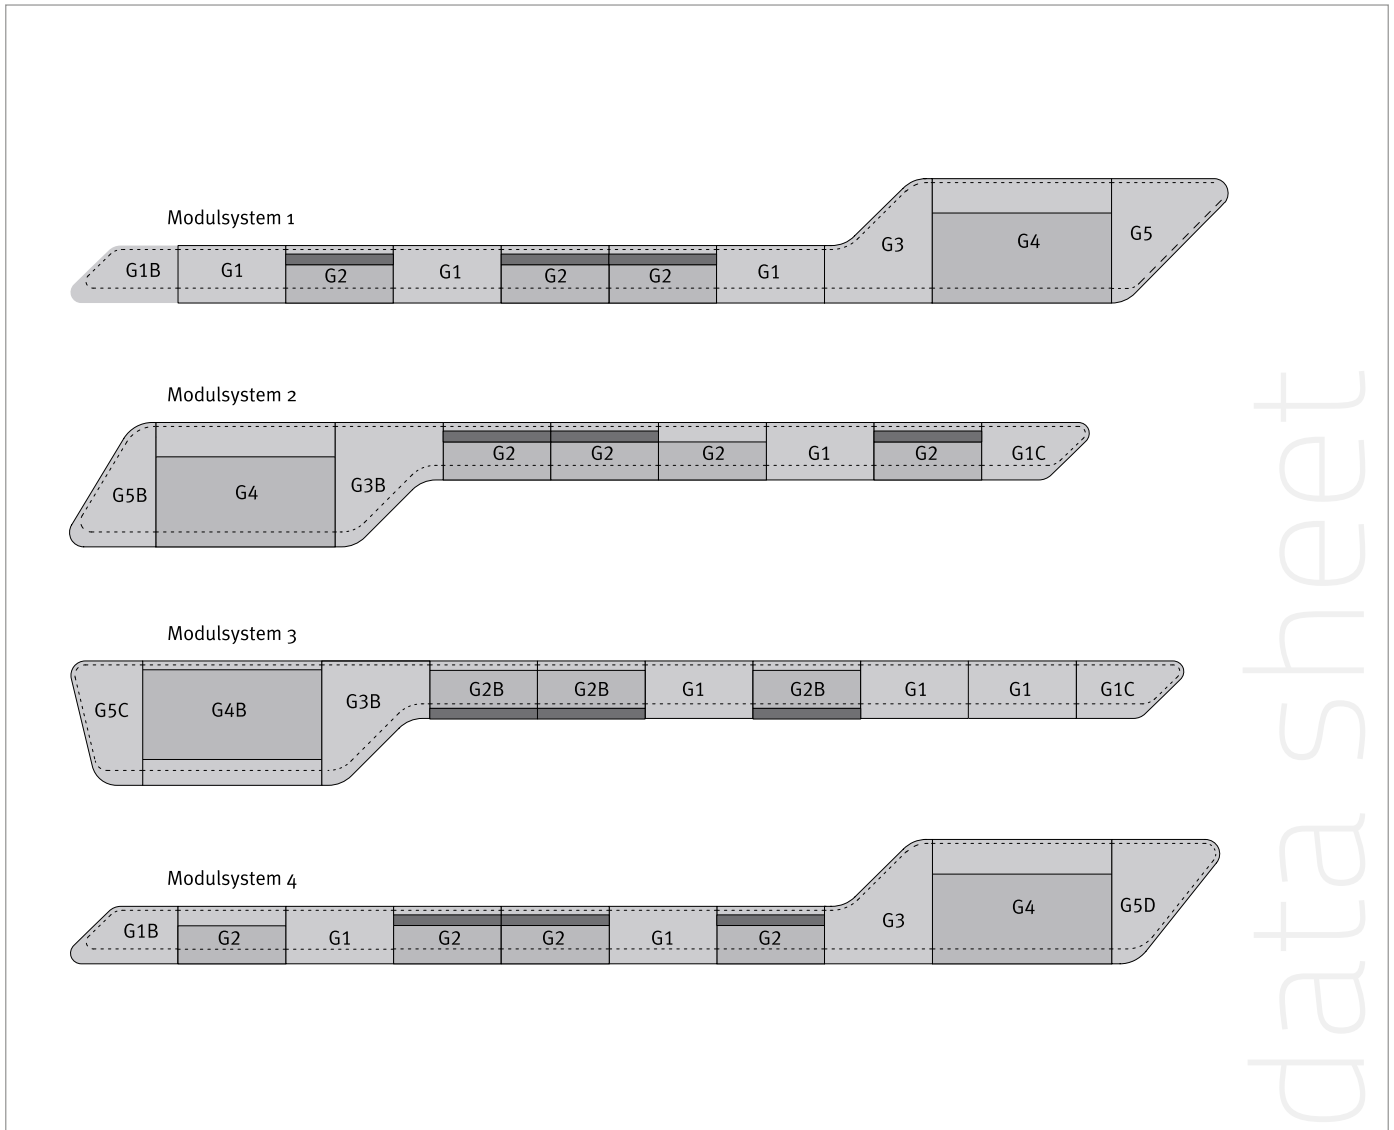 Modulsystem 1
G1B G1 G2 G1 G2 G2 G1 G3 G4 G5
Modulsystem 2
G5B G4 G3B G2 G2 G2 G1 G2 G1C
Modulsystem 3
G5C G4B G3B G2B G2B G1 G2B G1 G1 G1C
Modulsystem 4
G1B G2 G1 G2 G2 G1 G2 G3 G4 G5D
data sheet